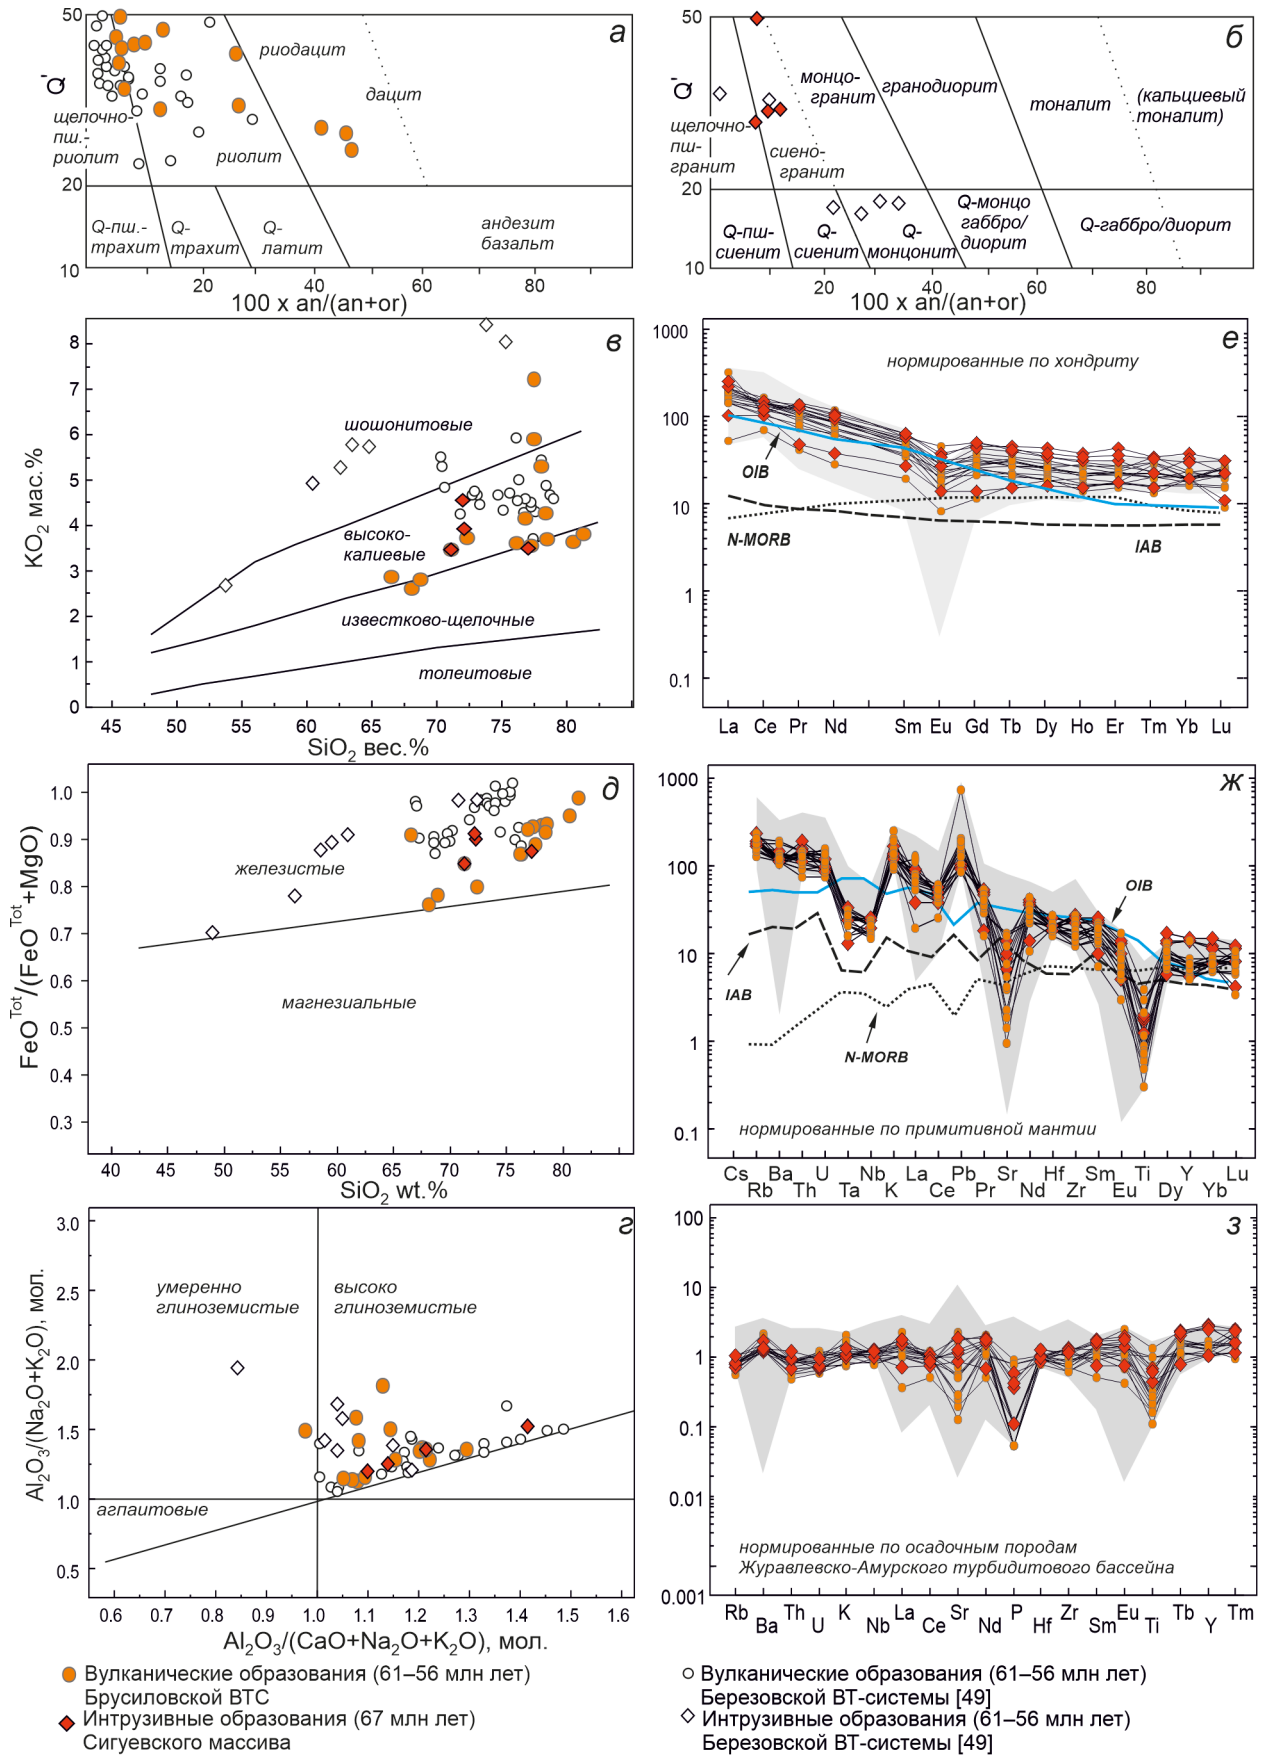 а
50
Q'
20
10
щелочно-
пш.-
риолит
риолит
риодацит
дацит
Q-пш.-
трахит
Q-
трахит
Q-
латит
андезит
базальт
20
40
60
80
100 x an/(an+or)
б
50
Q'
20
10
щелочно-
пш-
гранит
сиено-
гранит
монцо-
гранит
гранодиорит
тоналит
(кальциевый
тоналит)
Q-пш-
сиенит
Q-
сиенит
Q-
монцонит
Q-монцо
габбро/
диорит
Q-габбро/диорит
20
40
60
80
100 x an/(an+or)
в
8
7
6
5
4
3
2
1
0
KO2 мас.%
шошонитовые
высоко-
калиевые
известково-щелочные
толеитовые
45 50 55 60 65 70 75 80
SiO2 вес.%
е
1000
100
10
1
0.1
нормированные по хондриту
OIB
N-MORB
IAB
La Ce Pr Nd Sm Eu Gd Tb Dy Ho Er Tm Yb Lu
д
1.0
0.9
0.8
0.7
0.6
0.5
0.4
0.3
FeO Tot/(FeO Tot+MgO)
железистые
магнезиальные
40 45 50 55 60 65 70 75 80
SiO2 wt.%
ж
1000
100
10
1
0.1
OIB
IAB
N-MORB
нормированные по примитивной мантии
Cs Ba U Nb La Pb Sr Hf Sm Ti Y Lu
Rb Th Ta K Ce Pr Nd Zr Eu Dy Yb
г
3.0
2.5
2.0
1.5
1.0
0.5
Al2O3/(Na2O+K2O), мол.
умеренно
глиноземистые
высоко
глиноземистые
агпаитовые
0.6 0.7 0.8 0.9 1.0 1.1 1.2 1.3 1.4 1.5 1.6
Al2O3/(CaO+Na2O+K2O), мол.
з
100
10
1
0.1
0.01
0.001
нормированные по осадочным породам
Журавлевско-Амурского турбидитового бассейна
Rb Th K La Sr P Zr Eu Tb Tm
Ba U Nb Ce Nd Hf Sm Ti Y
Вулканические образования (61–56 млн лет)
Брусиловской ВТС
Интрузивные образования (67 млн лет)
Сигуевского массива
Вулканические образования (61–56 млн лет)
Березовской ВТ-системы [49]
Интрузивные образования (61–56 млн лет)
Березовской ВТ-системы [49]